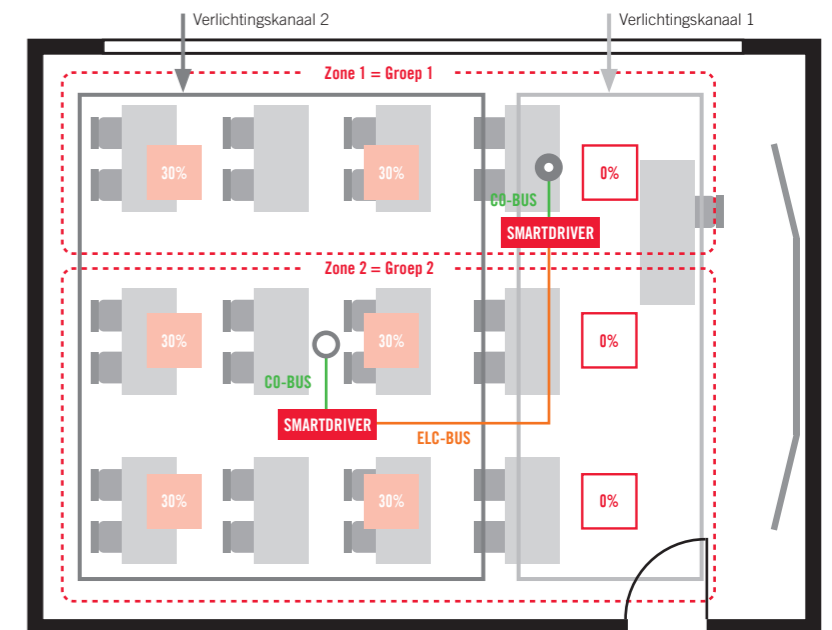 Verlichtingskanaal 2
Verlichtingskanaal 1
Zone 1 = Groep 1
30%
30%
0%
CO-BUS
SMARTDRIVER
Zone 2 = Groep 2
30%
30%
0%
CO-BUS
SMARTDRIVER
ELC-BUS
30%
30%
0%